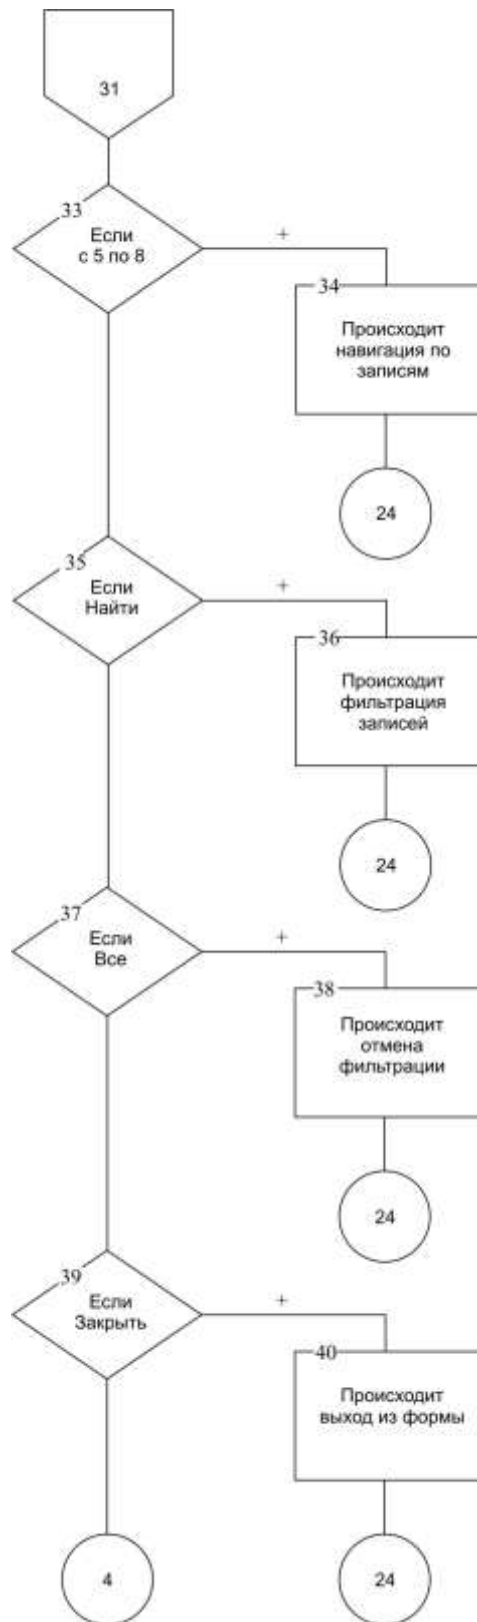 31
33
Если
с 5 по 8
+
34
Происходит
навигация по
записям
24
35
Если
Найти
+
36
Происходит
фильтрация
записей
24
37
Если
Все
+
38
Происходит
отмена
фильтрации
24
39
Если
Закрыть
+
40
Происходит
выход из формы
4
24